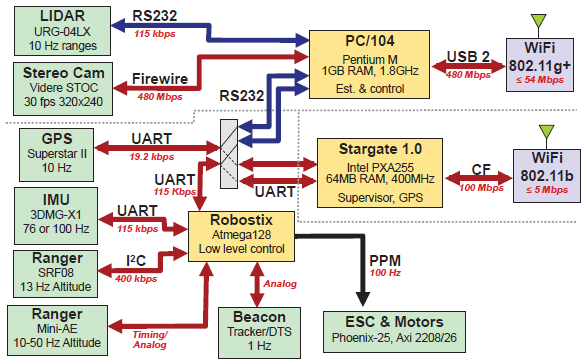 LIDAR
URG-04LX
10 Hz ranges
RS232
115 kbps
PC/104
Pentium M
1GB RAM, 1.8GHz
Est. & control
USB 2
480 Mbps
WiFi
802.11g+
≤ 54 Mbps
Stereo Cam
Videre STOC
30 fps 320x240
Firewire
480 Mbps
RS232
GPS
Superstar II
10 Hz
UART
19.2 kbps
Stargate 1.0
Intel PXA255
64MB RAM, 400MHz
Supervisor, GPS
CF
100 Mbps
WiFi
802.11b
≤ 5 Mbps
UART
115 Kbps
UART
IMU
3DMG-X1
76 or 100 Hz
UART
115 kbps
Robostix
Atmega128
Low level control
Ranger
SRF08
13 Hz Altitude
I²C
400 kbps
PPM
100 Hz
Analog
Ranger
Mini-AE
10-50 Hz Altitude
Timing/
Analog
Beacon
Tracker/DTS
1 Hz
ESC & Motors
Phoenix-25, Axi 2208/26